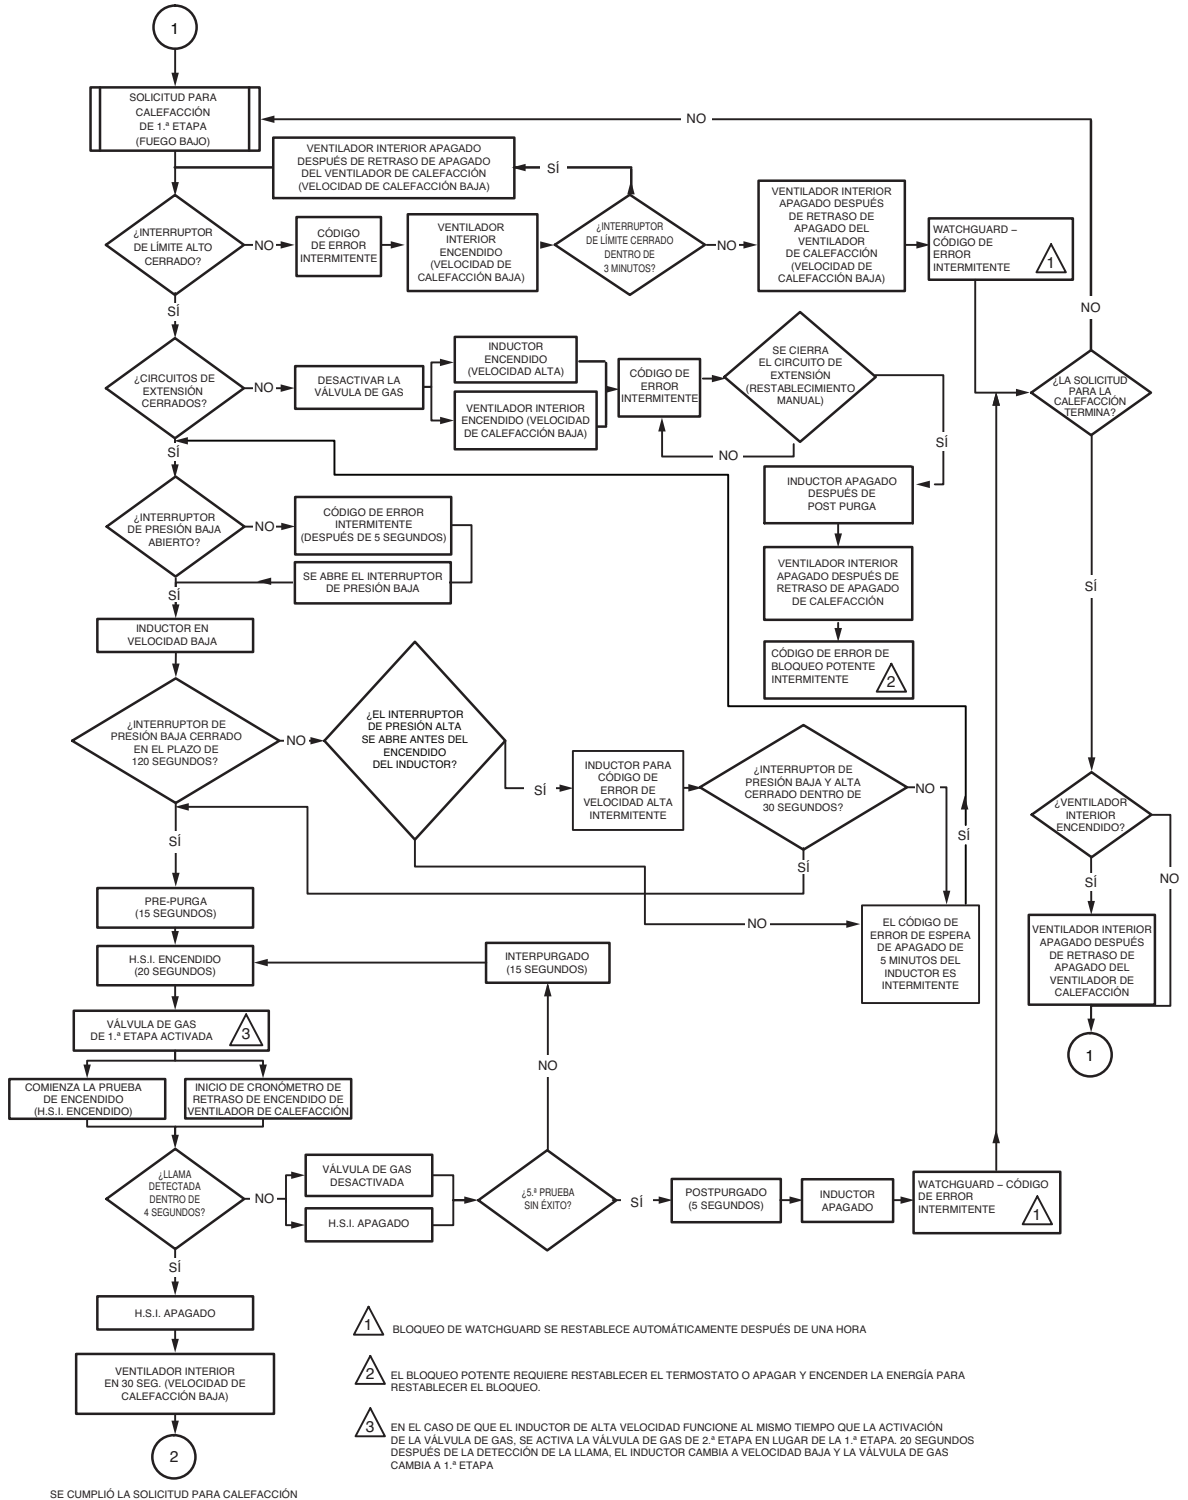 1
SOLICITUD PARA
CALEFACCIÓN
DE 1.ª ETAPA
(FUEGO BAJO)
NO
VENTILADOR INTERIOR APAGADO
DESPUÉS DE RETRASO DE APAGADO
DEL VENTILADOR DE CALEFACCIÓN
(VELOCIDAD DE CALEFACCIÓN BAJA)
SÍ
¿INTERRUPTOR
DE LÍMITE ALTO
CERRADO?
NO
CÓDIGO
DE ERROR
INTERMITENTE
VENTILADOR
INTERIOR
ENCENDIDO
(VELOCIDAD DE
CALEFACCIÓN BAJA)
¿INTERRUPTOR
DE LÍMITE CERRADO
DENTRO DE
3 MINUTOS?
NO
VENTILADOR INTERIOR
APAGADO DESPUÉS
DE RETRASO DE
APAGADO DEL
VENTILADOR
DE CALEFACCIÓN
(VELOCIDAD DE
CALEFACCIÓN BAJA)
WATCHGUARD –
CÓDIGO DE
ERROR
INTERMITENTE
1
SÍ
NO
¿CIRCUITOS DE
EXTENSIÓN
CERRADOS?
NO
DESACTIVAR LA
VÁLVULA DE GAS
INDUCTOR
ENCENDIDO
(VELOCIDAD ALTA)
VENTILADOR INTERIOR
ENCENDIDO (VELOCIDAD
DE CALEFACCIÓN BAJA)
CÓDIGO DE
ERROR
INTERMITENTE
SE CIERRA
EL CIRCUITO DE
EXTENSIÓN
(RESTABLECIMIENTO
MANUAL)
NO
SÍ
¿LA SOLICITUD
PARA LA
CALEFACCIÓN
TERMINA?
SÍ
INDUCTOR APAGADO
DESPUÉS DE
POST PURGA
¿INTERRUPTOR
DE PRESIÓN BAJA
ABIERTO?
NO
CÓDIGO DE ERROR
INTERMITENTE
(DESPUÉS DE 5 SEGUNDOS)
SE ABRE EL INTERRUPTOR
DE PRESIÓN BAJA
VENTILADOR INTERIOR
APAGADO DESPUÉS DE
RETRASO DE APAGADO
DE CALEFACCIÓN
SÍ
SÍ
INDUCTOR EN
VELOCIDAD BAJA
CÓDIGO DE ERROR DE
BLOQUEO POTENTE
INTERMITENTE
2
¿INTERRUPTOR DE
PRESIÓN BAJA CERRADO
EN EL PLAZO DE
120 SEGUNDOS?
NO
¿EL INTERRUPTOR
DE PRESIÓN ALTA
SE ABRE ANTES DEL
ENCENDIDO
DEL INDUCTOR?
SÍ
INDUCTOR PARA
CÓDIGO DE
ERROR DE
VELOCIDAD ALTA
INTERMITENTE
¿INTERRUPTOR DE
PRESIÓN BAJA Y ALTA
CERRADO DENTRO DE
30 SEGUNDOS?
NO
SÍ
¿VENTILADOR
INTERIOR
ENCENDIDO?
SÍ
SÍ
SÍ
NO
PRE-PURGA
(15 SEGUNDOS)
NO
EL CÓDIGO DE
ERROR DE ESPERA
DE APAGADO DE
5 MINUTOS DEL
INDUCTOR ES
INTERMITENTE
VENTILADOR INTERIOR
APAGADO DESPUÉS
DE RETRASO DE
APAGADO DEL
VENTILADOR DE
CALEFACCIÓN
H.S.I. ENCENDIDO
(20 SEGUNDOS)
INTERPURGADO
(15 SEGUNDOS)
VÁLVULA DE GAS
DE 1.ª ETAPA ACTIVADA
3
1
NO
COMIENZA LA PRUEBA
DE ENCENDIDO
(H.S.I. ENCENDIDO)
INICIO DE CRONÓMETRO DE
RETRASO DE ENCENDIDO DE
VENTILADOR DE CALEFACCIÓN
¿LLAMA
DETECTADA
DENTRO DE
4 SEGUNDOS?
NO
VÁLVULA DE GAS
DESACTIVADA
H.S.I. APAGADO
¿5.ª PRUEBA
SIN ÉXITO?
SÍ
POSTPURGADO
(5 SEGUNDOS)
INDUCTOR
APAGADO
WATCHGUARD – CÓDIGO
DE ERROR
INTERMITENTE
1
SÍ
H.S.I. APAGADO
VENTILADOR INTERIOR
EN 30 SEG. (VELOCIDAD DE
CALEFACCIÓN BAJA)
2
SE CUMPLIÓ LA SOLICITUD PARA CALEFACCIÓN
1
BLOQUEO DE WATCHGUARD SE RESTABLECE AUTOMÁTICAMENTE DESPUÉS DE UNA HORA
2
EL BLOQUEO POTENTE REQUIERE RESTABLECER EL TERMOSTATO O APAGAR Y ENCENDER LA ENERGÍA PARA
RESTABLECER EL BLOQUEO.
3
EN EL CASO DE QUE EL INDUCTOR DE ALTA VELOCIDAD FUNCIONE AL MISMO TIEMPO QUE LA ACTIVACIÓN
DE LA VÁLVULA DE GAS, SE ACTIVA LA VÁLVULA DE GAS DE 2.ª ETAPA EN LUGAR DE LA 1.ª ETAPA. 20 SEGUNDOS
DESPUÉS DE LA DETECCIÓN DE LA LLAMA, EL INDUCTOR CAMBIA A VELOCIDAD BAJA Y LA VÁLVULA DE GAS
CAMBIA A 1.ª ETAPA